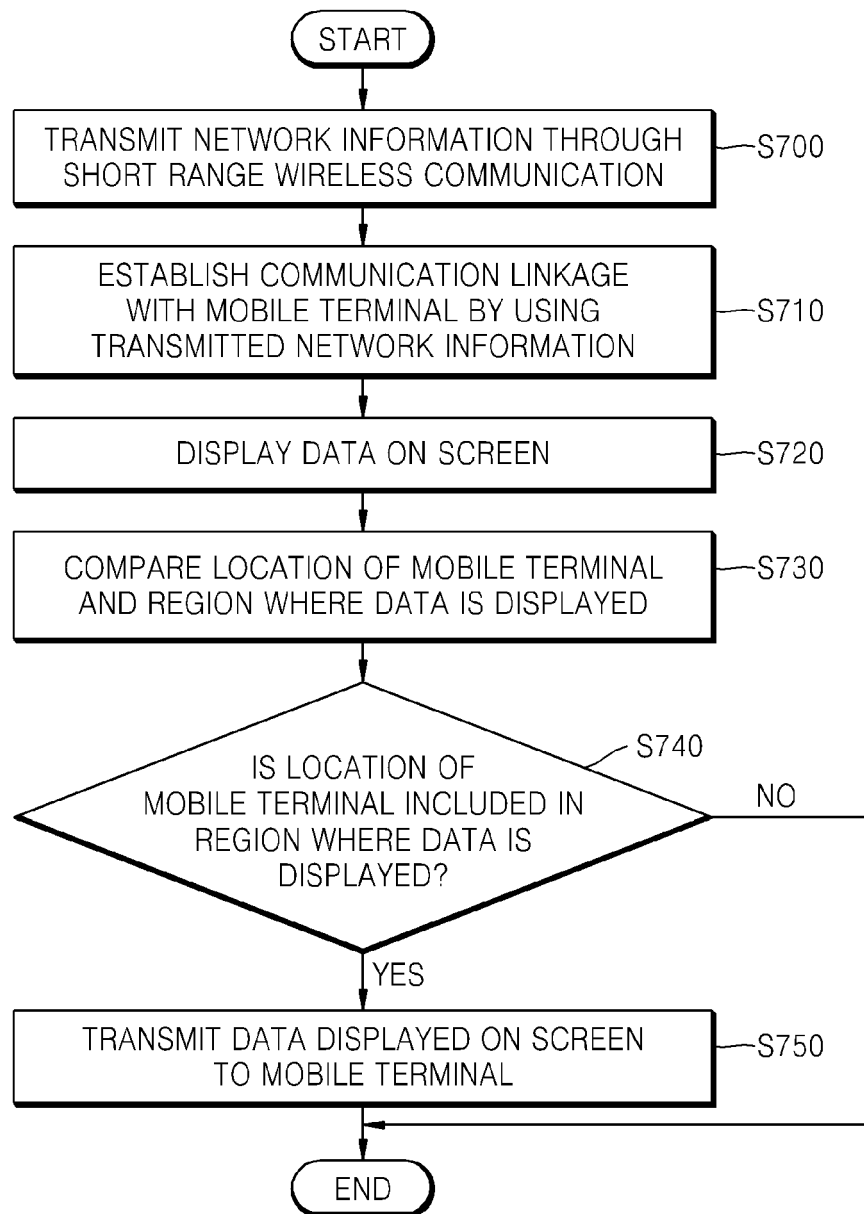 START
TRANSMIT NETWORK INFORMATION THROUGH
SHORT RANGE WIRELESS COMMUNICATION
S700
ESTABLISH COMMUNICATION LINKAGE
WITH MOBILE TERMINAL BY USING
TRANSMITTED NETWORK INFORMATION
S710
DISPLAY DATA ON SCREEN
S720
COMPARE LOCATION OF MOBILE TERMINAL
AND REGION WHERE DATA IS DISPLAYED
S730
IS LOCATION OF
MOBILE TERMINAL INCLUDED IN
REGION WHERE DATA IS
DISPLAYED?
S740
NO
YES
TRANSMIT DATA DISPLAYED ON SCREEN
TO MOBILE TERMINAL
S750
END